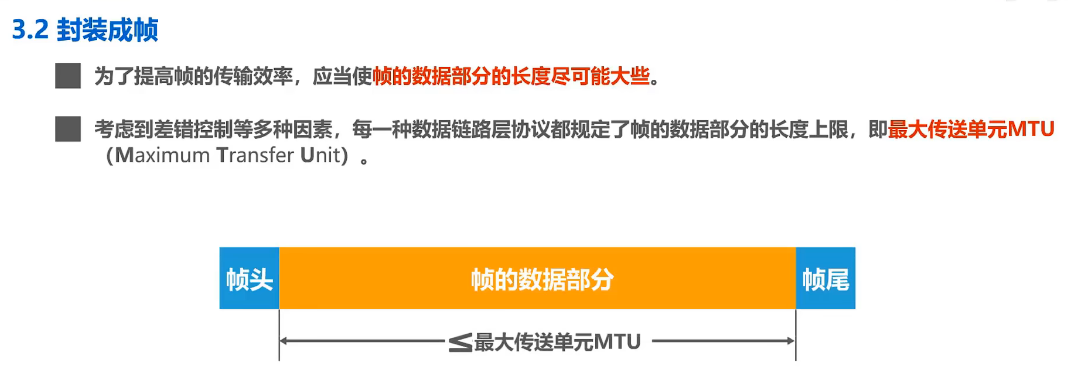 3.2 封装成帧
为了提高帧的传输效率，应当使帧的数据部分的长度尽可能大些。
考虑到差错控制等多种因素，每一种数据链路层协议都规定了帧的数据部分的长度上限，即最大传送单元MTU
（Maximum Transfer Unit）。
帧头 帧的数据部分 帧尾
≤最大传送单元MTU